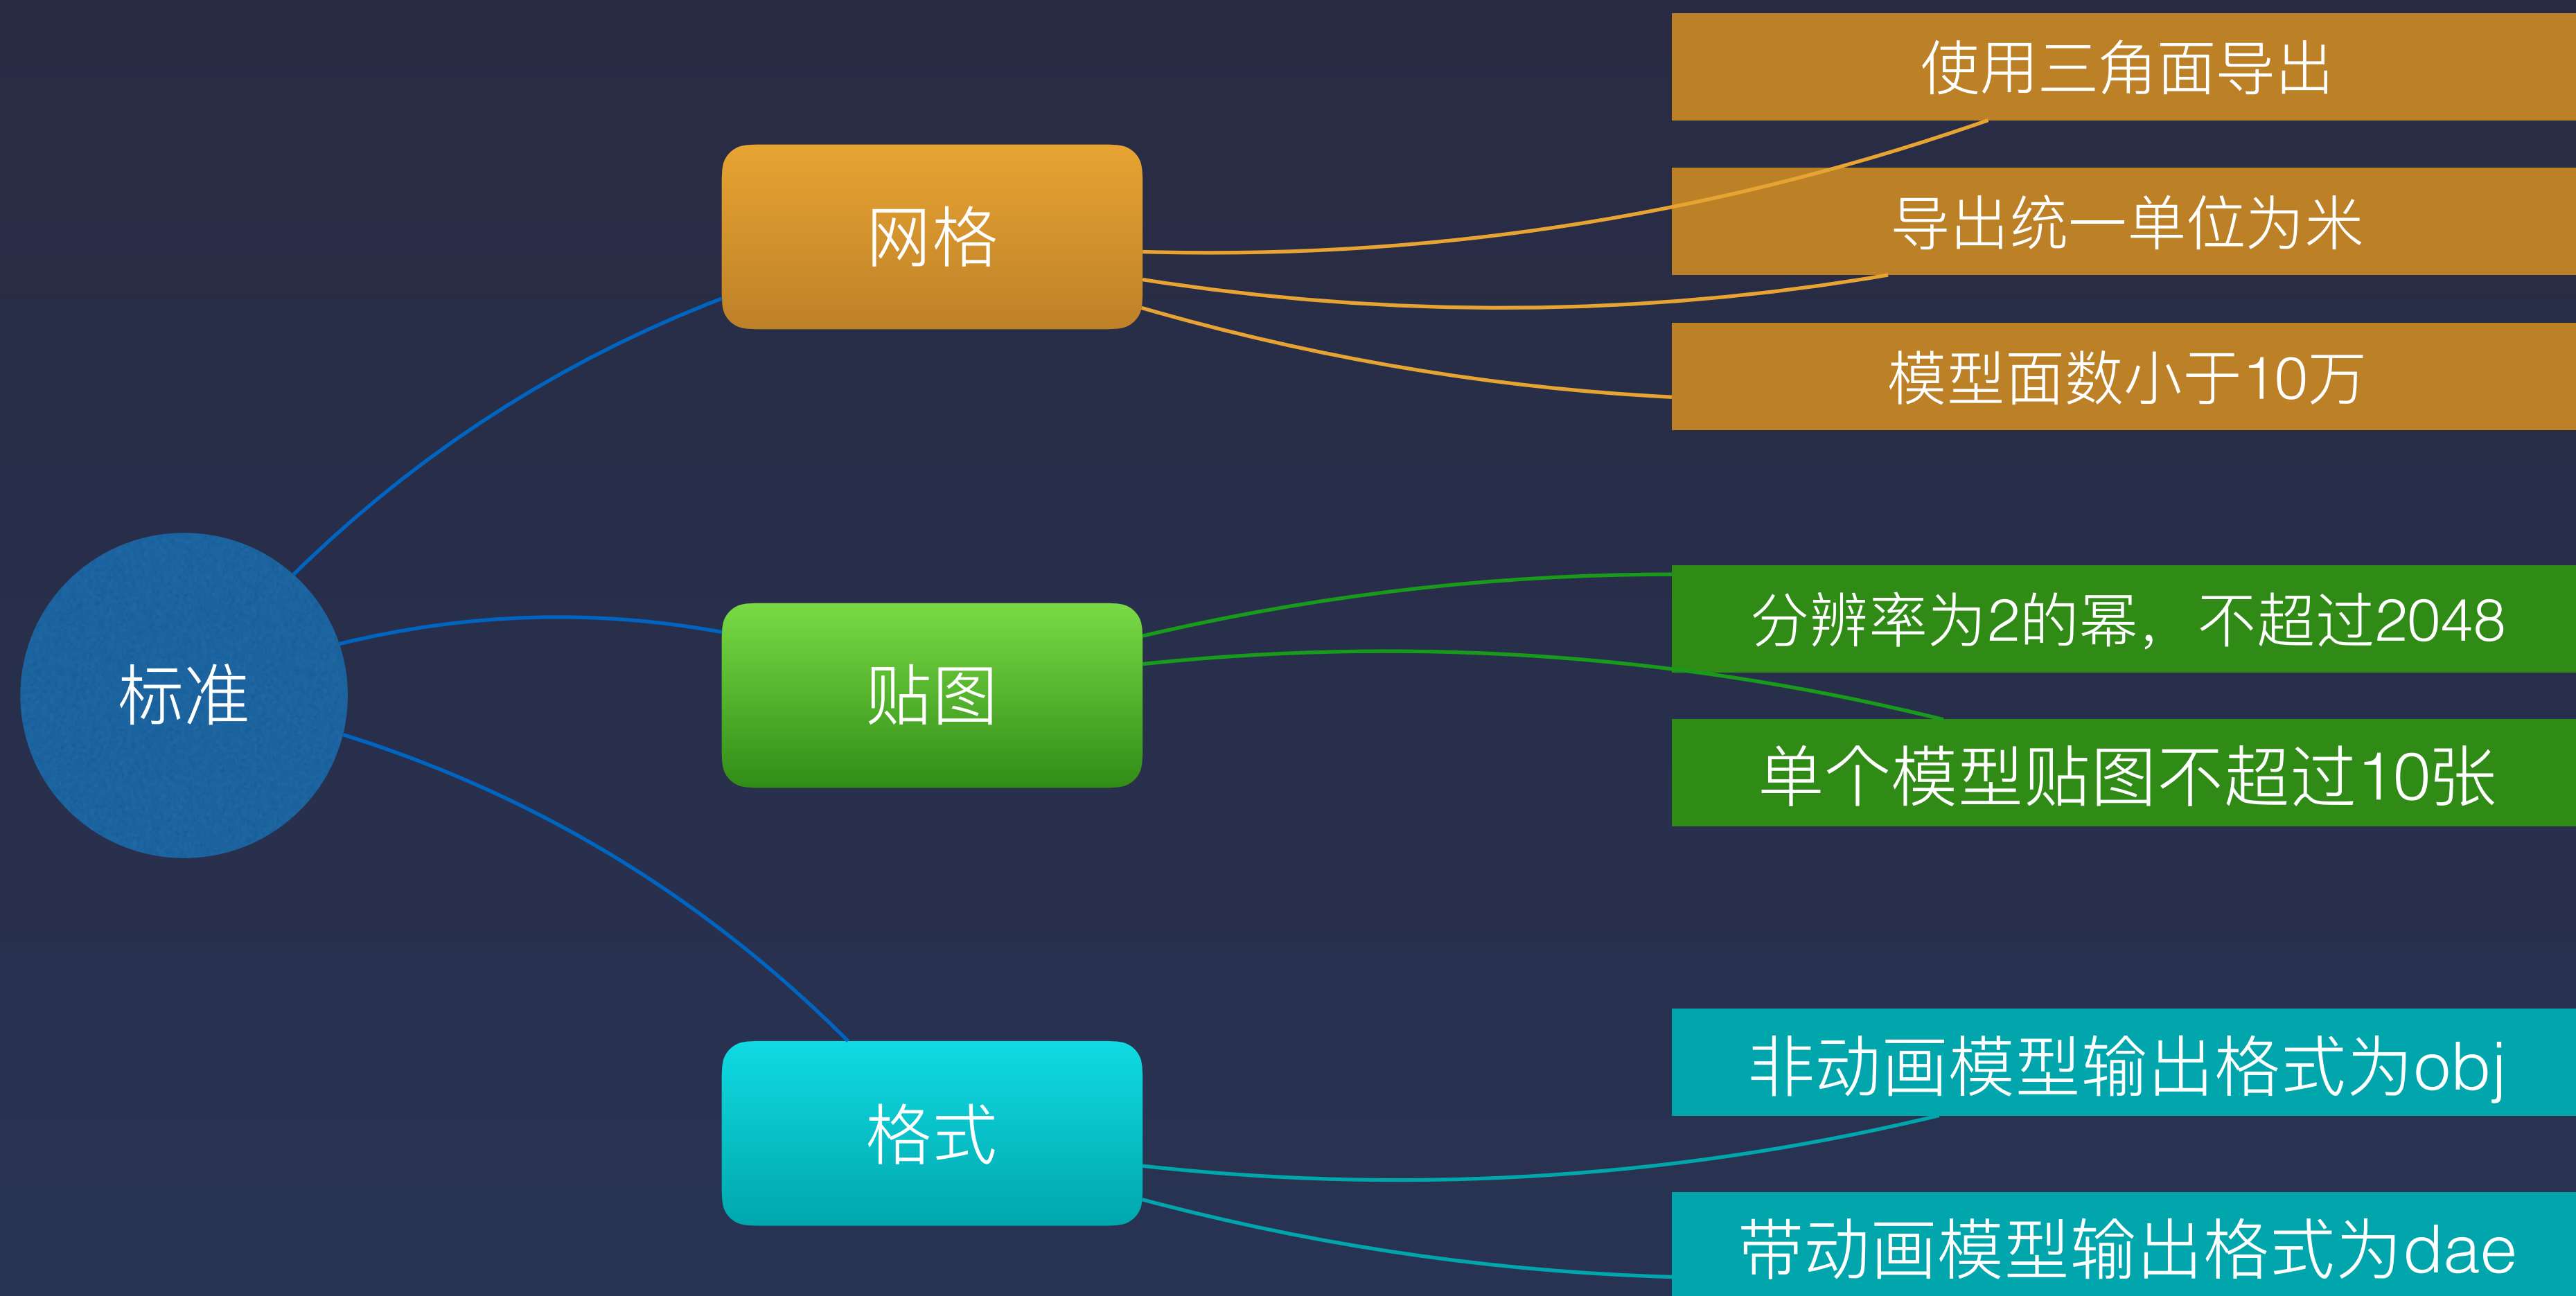 标准
网格
使用三角面导出
导出统一单位为米
模型面数小于10万
贴图
分辨率为2的幂，不超过2048
单个模型贴图不超过10张
格式
非动画模型输出格式为obj
带动画模型输出格式为dae